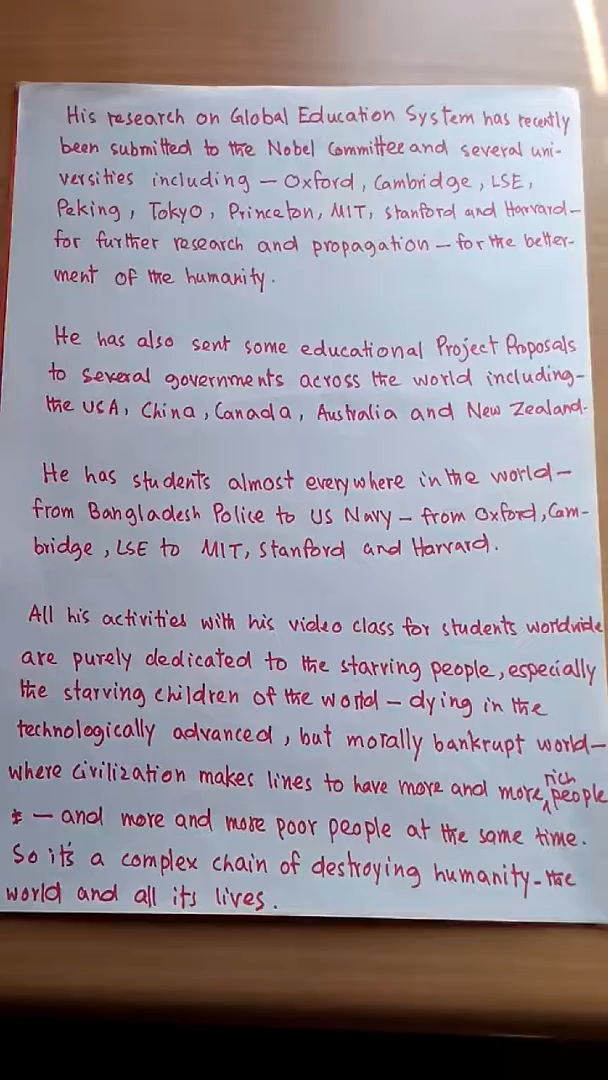 His research on Global Education System has recently
been submitted to the Nobel Committee and several uni-
versities including — Oxford, Cambridge, LSE,
Peking, Tokyo, Princeton, MIT, Stanford and Harvard—
for further research and propagation — for the better-
ment of the humanity.
He has also sent some educational Project Proposals
to several governments across the world including—
the USA, China, Canada, Australia and New Zealand.
He has students almost everywhere in the world—
from Bangladesh Police to US Navy — from Oxford, Cam-
bridge, LSE to MIT, Stanford and Harvard.
All his activities with his video class for students worldwide
are purely dedicated to the starving people, especially
the starving children of the world — dying in the
technologically advanced, but morally bankrupt world—
where civilization makes lines to have more and more rich people
— and more and more poor people at the same time.
So it's a complex chain of destroying humanity - the
world and all its lives.